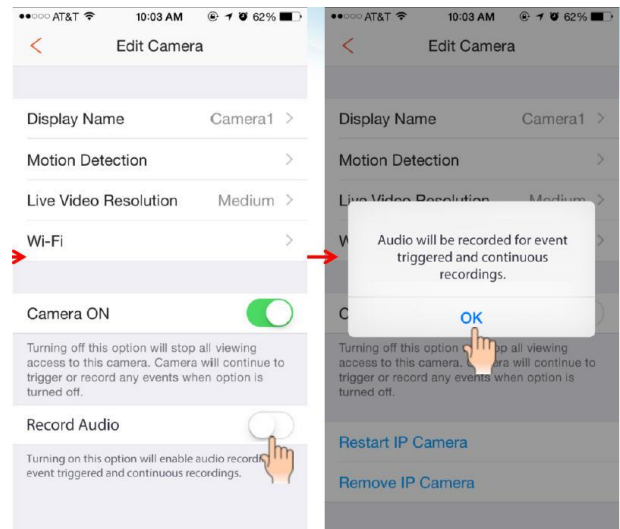 AT&T 10:03 AM 62%
Edit Camera
Display Name Camera1
Motion Detection
Live Video Resolution Medium
Wi-Fi
Camera ON
Turning off this option will stop all viewing
access to this camera. Camera will continue to
trigger or record any events when option is
turned off.
Record Audio
Turning on this option will enable audio
event triggered and continuous recordings.
AT&T 10:03 AM 62%
Edit Camera
Display Name Camera1
Motion Detection
Live Video Resolution Medium
Audio will be recorded for event
triggered and continuous
recordings.
OK
Turning off this option all viewing
access to this camera. will continue to
trigger or record any events when option is
turned off.
Restart IP Camera
Remove IP Camera